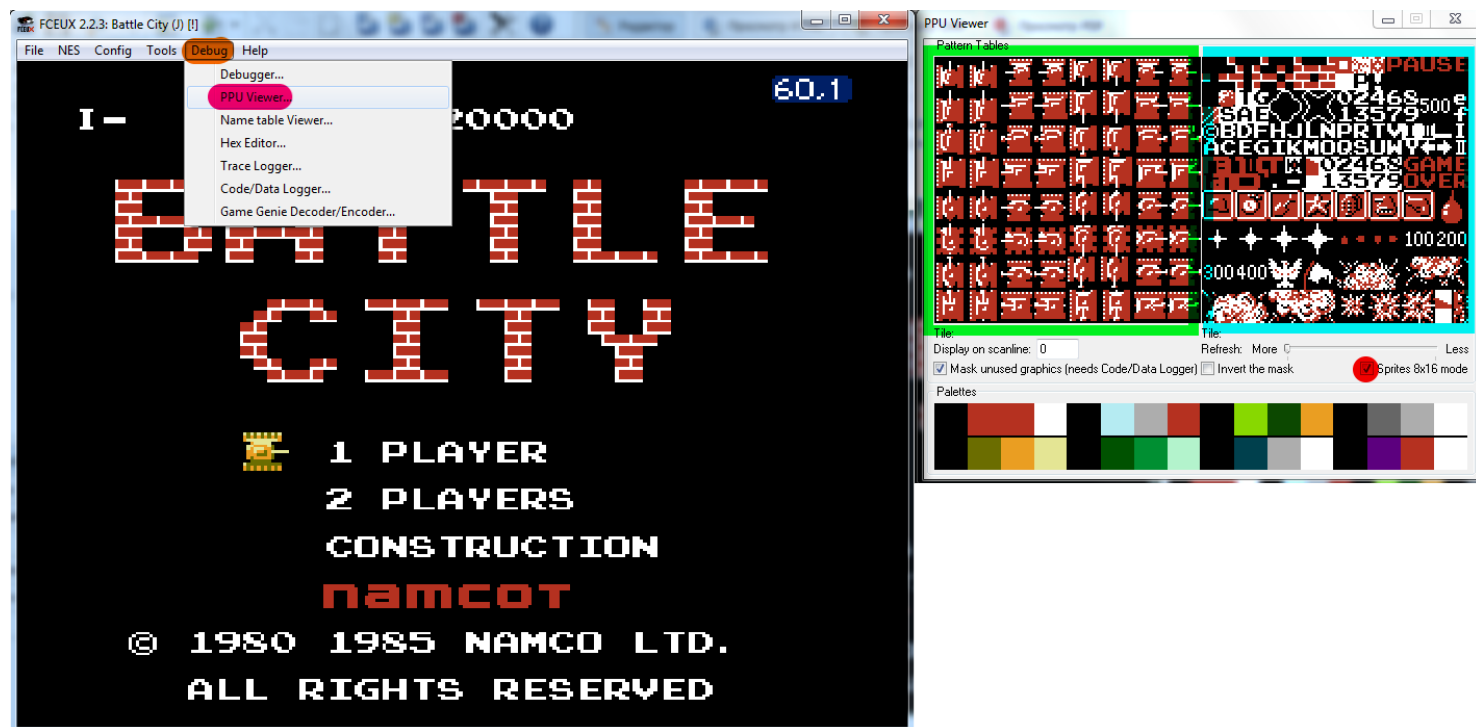 FCEUX 2.2.3: Battle City (J) [!]
File NES Config Tools Debug Help
Debugger...
PPU Viewer...
Name table Viewer...
Hex Editor...
Trace Logger...
Code/Data Logger...
Game Genie Decoder/Encoder...
60,1
I- 20000
BATTLE
CITY
1 PLAYER
2 PLAYERS
CONSTRUCTION
namcot
© 1980 1985 NAMCO LTD.
ALL RIGHTS RESERVED
PPU Viewer
Pattern Tables
PAUSE
02468
500
13579
BDFHJLNPRTV
ACEGIKMOQSUWY
02468
GAME
13579
OVER
100 200
300 400
Tile:
Tile:
Display on scanline: 0
Refresh: More Less
Mask unused graphics (needs Code/Data Logger)
Invert the mask
Sprites 8x16 mode
Palettes